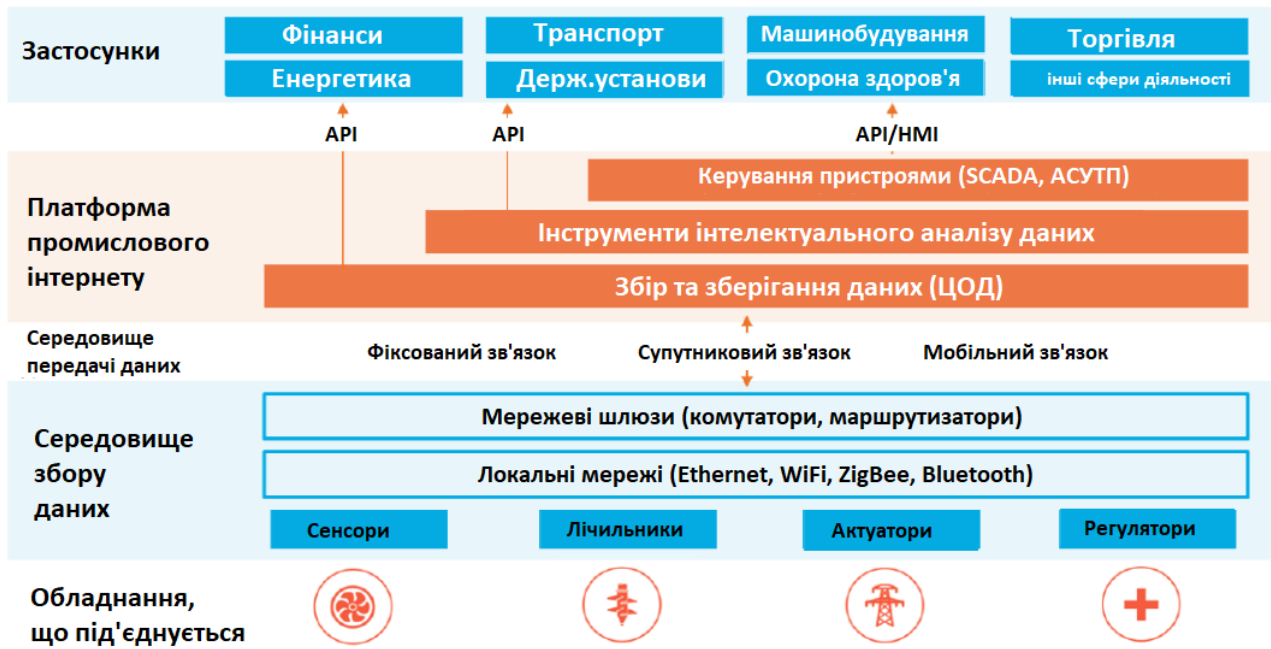 Застосунки
Фінанси
Транспорт
Машинобудування
Торгівля
Енергетика
Держ.установи
Охорона здоров'я
інші сфери діяльності
API
API
API/HMI
Платформа
промислового
інтернету
Керування пристроями (SCADA, АСУТП)
Інструменти інтелектуального аналізу даних
Збір та зберігання даних (ЦОД)
Середовище
передачі даних
Фіксований зв'язок
Супутниковий зв'язок
Мобільний зв'язок
Середовище
збору
даних
Мережеві шлюзи (комутатори, маршрутизатори)
Локальні мережі (Ethernet, WiFi, ZigBee, Bluetooth)
Сенсори
Лічильники
Актуатори
Регулятори
Обладнання,
що під'єднується